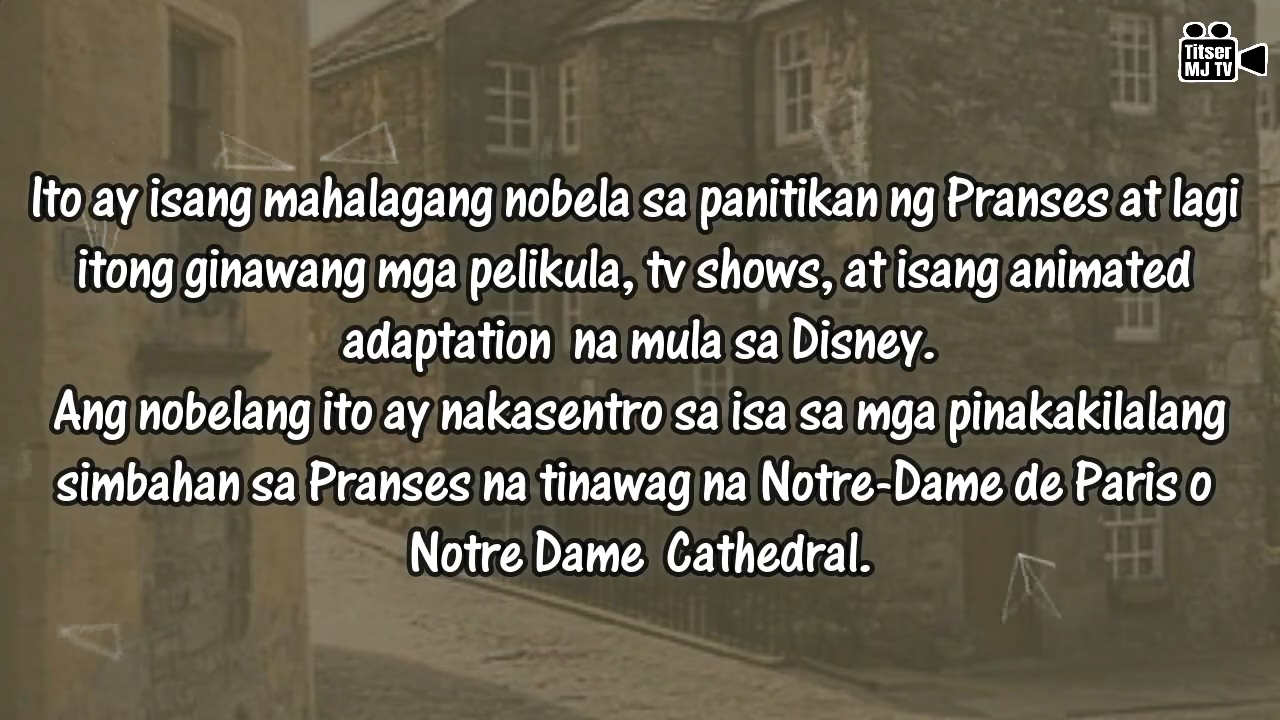 Titser
MJ TV
Ito ay isang mahalagang nobela sa panitikan ng Pranses at lagi
itong ginawang mga pelikula, tv shows, at isang animated
adaptation na mula sa Disney.
Ang nobelang ito ay nakasentro sa isa sa mga pinakakilalang
simbahan sa Pranses na tinawag na Notre-Dame de Paris o
Notre Dame Cathedral.